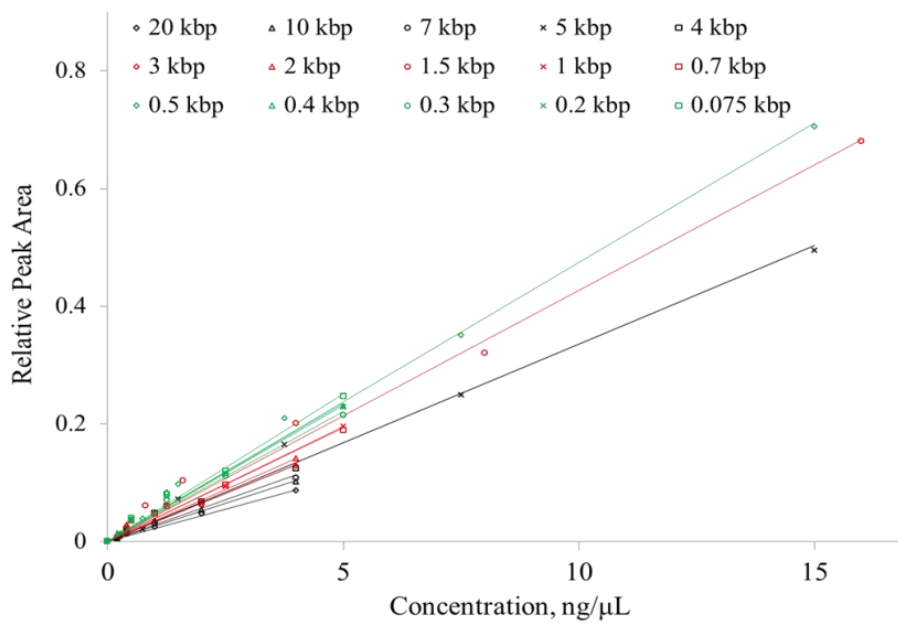 20 kbp 10 kbp 7 kbp 5 kbp 4 kbp
0.8
3 kbp 2 kbp 1.5 kbp 1 kbp 0.7 kbp
0.5 kbp 0.4 kbp 0.3 kbp 0.2 kbp 0.075 kbp
0.6
Relative Peak Area
0.4
0.2
0
0 5 10 15
Concentration, ng/μL